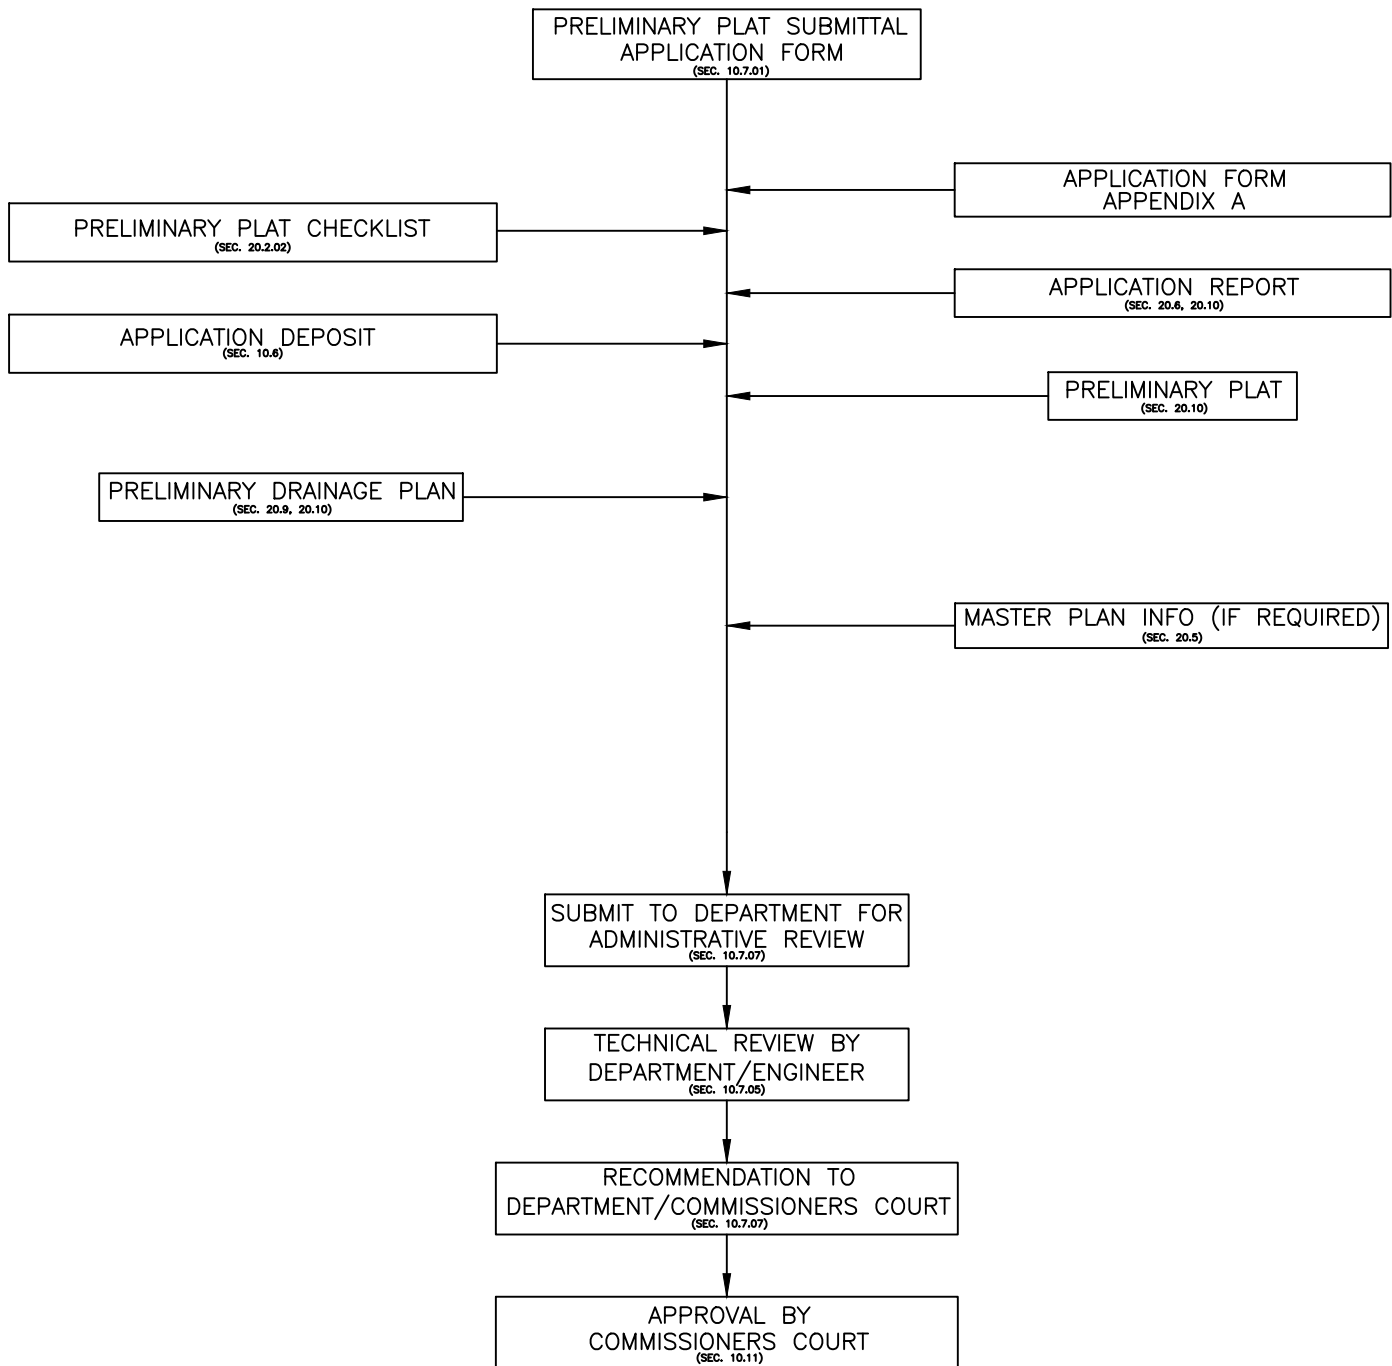 PRELIMINARY PLAT SUBMITTAL
APPLICATION FORM
(SEC. 10.7.01)
APPLICATION FORM
APPENDIX A
PRELIMINARY PLAT CHECKLIST
(SEC. 20.2.02)
APPLICATION REPORT
(SEC. 20.6, 20.10)
APPLICATION DEPOSIT
(SEC. 10.6)
PRELIMINARY PLAT
(SEC. 20.10)
PRELIMINARY DRAINAGE PLAN
(SEC. 20.9, 20.10)
MASTER PLAN INFO (IF REQUIRED)
(SEC. 20.5)
SUBMIT TO DEPARTMENT FOR
ADMINISTRATIVE REVIEW
(SEC. 10.7.07)
TECHNICAL REVIEW BY
DEPARTMENT/ENGINEER
(SEC. 10.7.05)
RECOMMENDATION TO
DEPARTMENT/COMMISSIONERS COURT
(SEC. 10.7.07)
APPROVAL BY
COMMISSIONERS COURT
(SEC. 10.11)